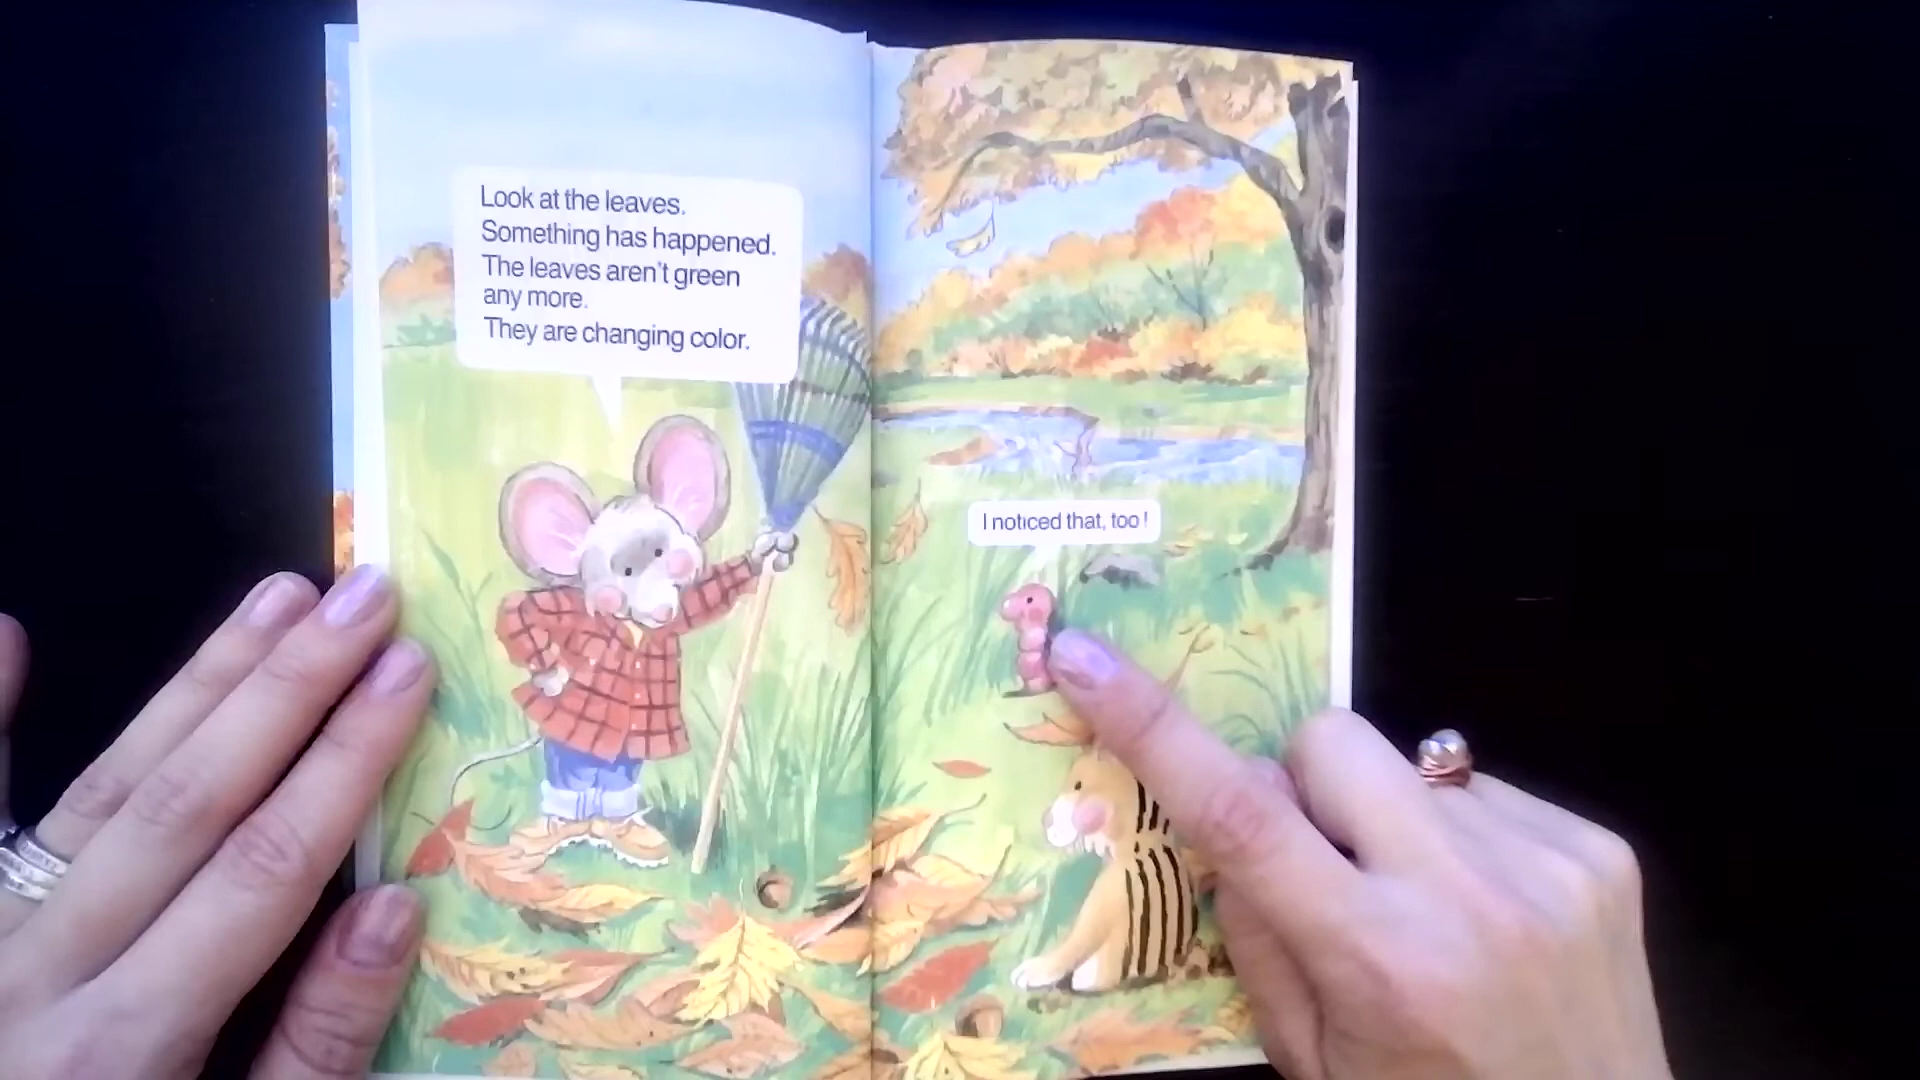 Look at the leaves.
Something has happened.
The leaves aren't green
any more.
They are changing color.
I noticed that, too!